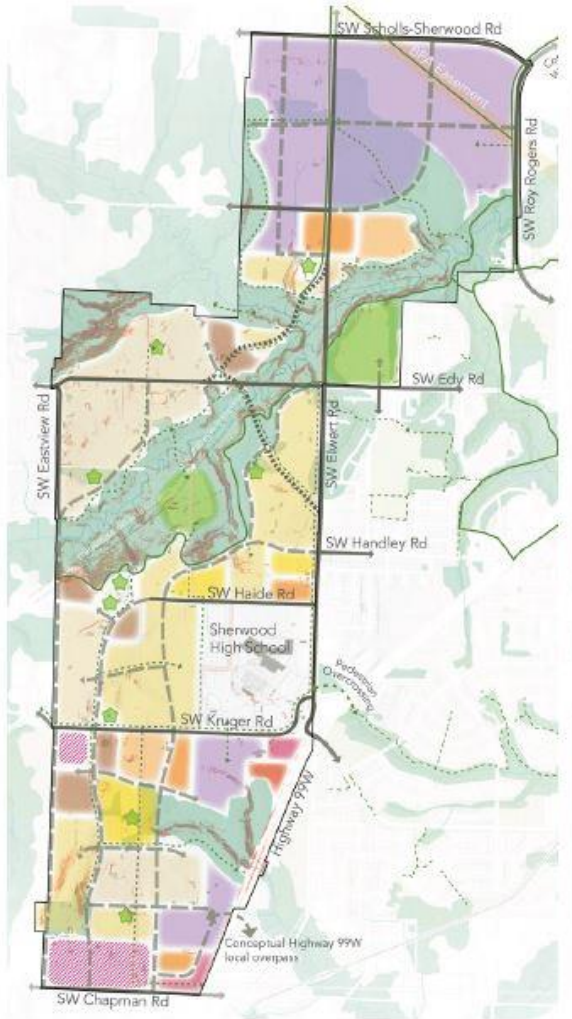 SW Scholls-Sherwood Rd
BPA Easement
SW Roy Rogers Rd
SW Edy Rd
SW Eastview Rd
SW Elwert Rd
SW Handley Rd
SW Haide Rd
Sherwood
High School
Pedestrian
Overcrossing
SW Kruger Rd
Highway 99W
Conceptual Highway 99W
local overpass
SW Chapman Rd